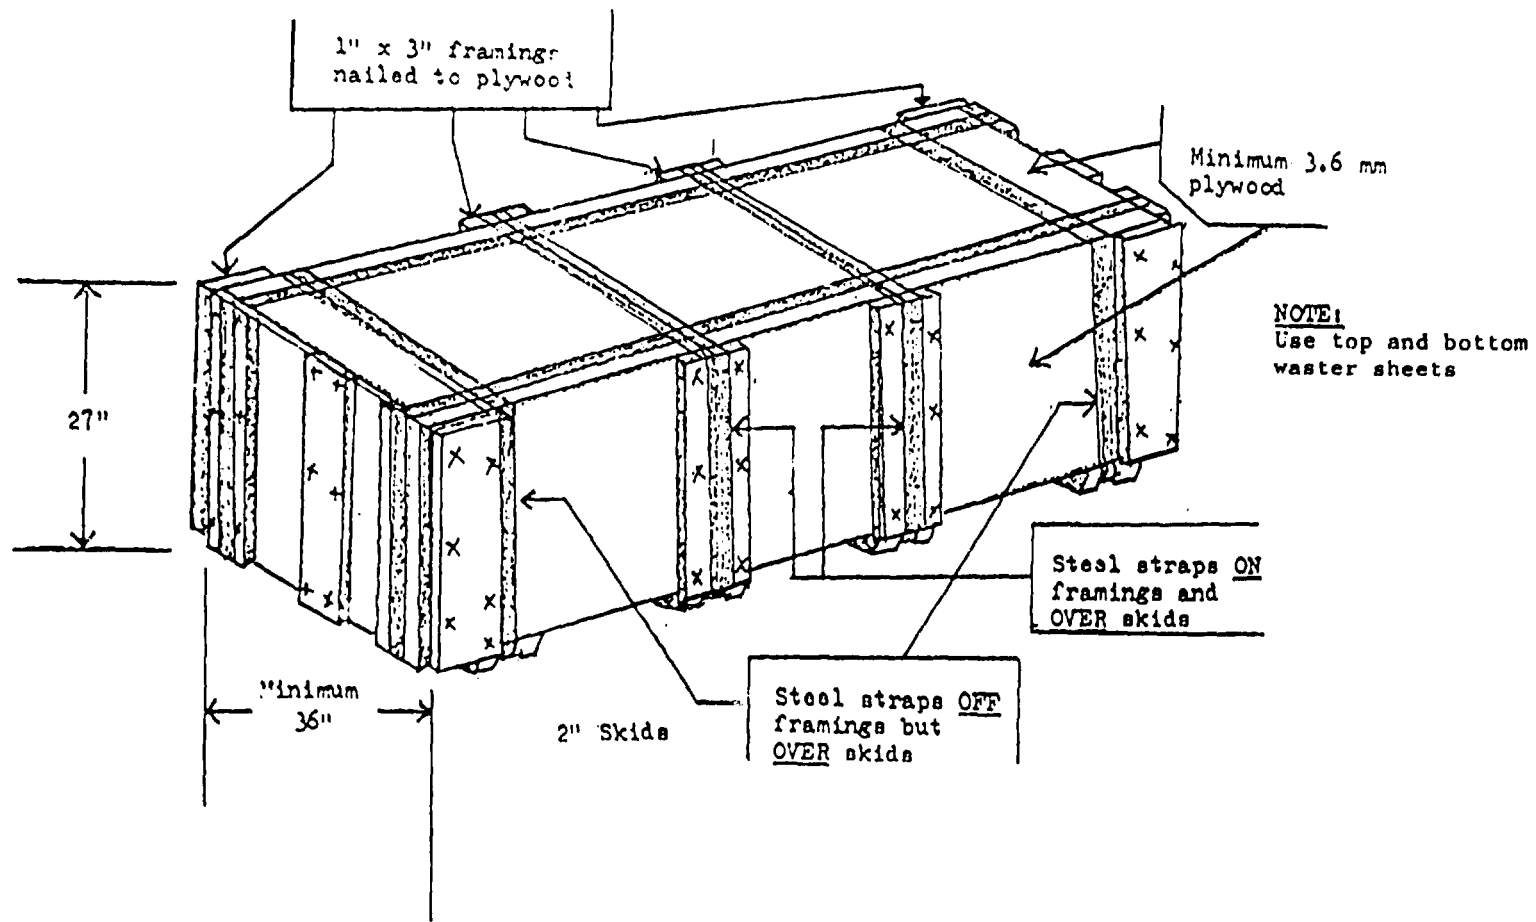 1" x 3" framings
nailed to plywood
Minimum 3.6 mm
plywood
NOTE:
Use top and bottom
waster sheets
27"
Steel straps ON
framings and
OVER skids
Minimum
36"
2" Skids
Steel straps OFF
framings but
OVER skids